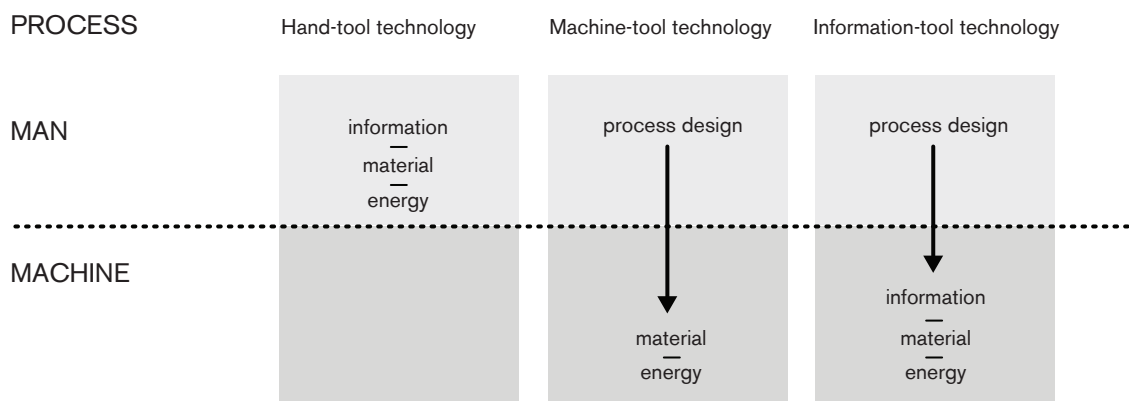 PROCESS Hand-tool technology Machine-tool technology Information-tool technology
MAN information process design process design
material
energy
MACHINE
information
material material
energy energy